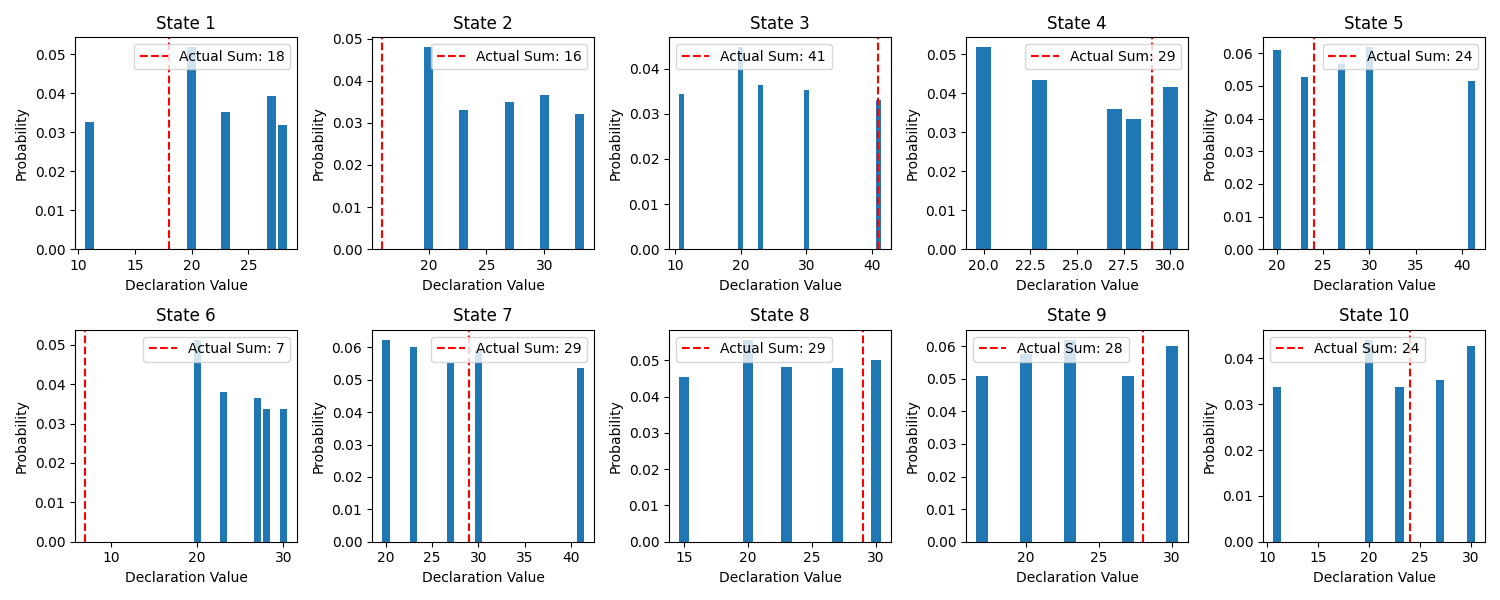 State 1
Actual Sum: 18
Probability
0.05
0.04
0.03
0.02
0.01
0.00
10 15 20 25
Declaration Value
State 2
Actual Sum: 16
Probability
0.05
0.04
0.03
0.02
0.01
0.00
20 25 30
Declaration Value
State 3
Actual Sum: 41
Probability
0.04
0.03
0.02
0.01
0.00
10 20 30 40
Declaration Value
State 4
Actual Sum: 29
Probability
0.05
0.04
0.03
0.02
0.01
0.00
20.0 22.5 25.0 27.5 30.0
Declaration Value
State 5
Actual Sum: 24
Probability
0.06
0.05
0.04
0.03
0.02
0.01
0.00
20 25 30 35 40
Declaration Value
State 6
Actual Sum: 7
Probability
0.05
0.04
0.03
0.02
0.01
0.00
10 20 30
Declaration Value
State 7
Actual Sum: 29
Probability
0.06
0.05
0.04
0.03
0.02
0.01
0.00
20 25 30 35 40
Declaration Value
State 8
Actual Sum: 29
Probability
0.05
0.04
0.03
0.02
0.01
0.00
15 20 25 30
Declaration Value
State 9
Actual Sum: 28
Probability
0.06
0.05
0.04
0.03
0.02
0.01
0.00
20 25 30
Declaration Value
State 10
Actual Sum: 24
Probability
0.04
0.03
0.02
0.01
0.00
10 15 20 25 30
Declaration Value